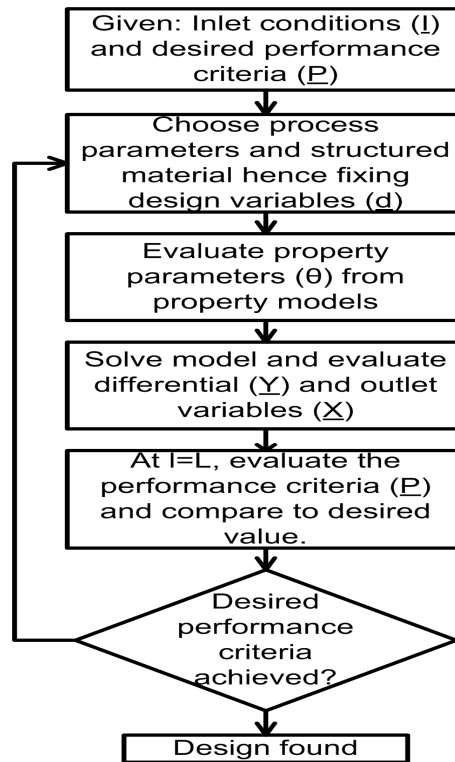 Given: Inlet conditions (I)
and desired performance
criteria (P)
Choose process
parameters and structured
material hence fixing
design variables (d)
Evaluate property
parameters (θ) from
property models
Solve model and evaluate
differential (Y) and outlet
variables (X)
At l=L, evaluate the
performance criteria (P)
and compare to desired
value.
Desired
performance
criteria
achieved?
Design found